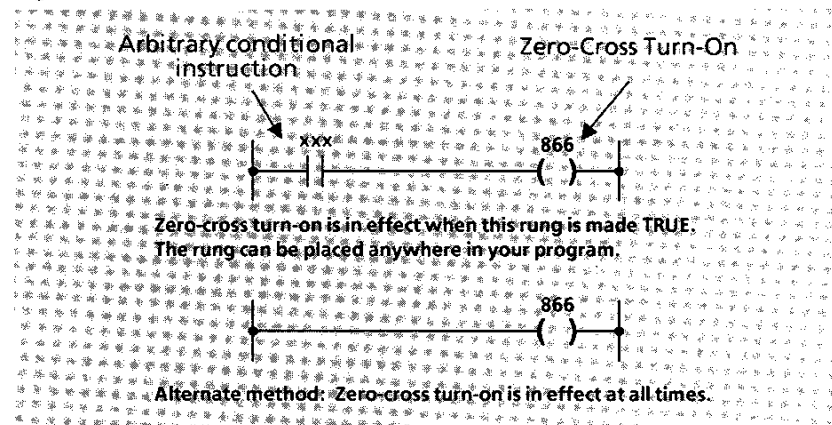 Arbitrary conditional
instruction
Zero-Cross Turn-On
xxx
866
Zero-cross turn-on is in effect when this rung is made TRUE.
The rung can be placed anywhere in your program.
866
Alternate method: Zero-cross turn-on is in effect at all times.